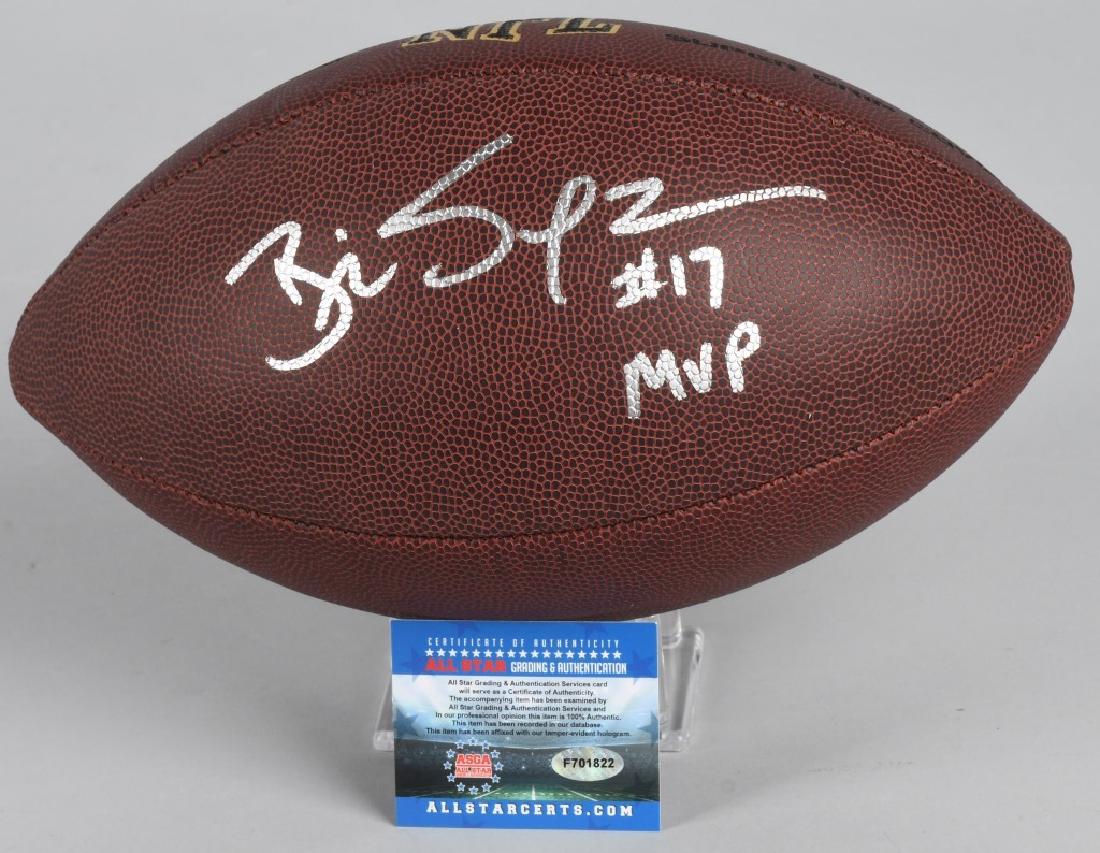 NFL
#17
MVP
CERTIFICATE OF AUTHENTICITY
ALL STAR GRADING & AUTHENTICATION
All Star Grading & Authentication Services card
will serve as a Certificate of Authenticity.
The accompanying item has been examined by
All Star Grading & Authentication Services and
In our professional opinion this item is 100% Authentic.
This item has been recorded in our database.
This item has been affixed with our tamper-evident hologram.
ASGA
ALL STAR
F701822
ALLSTARCERTS.COM